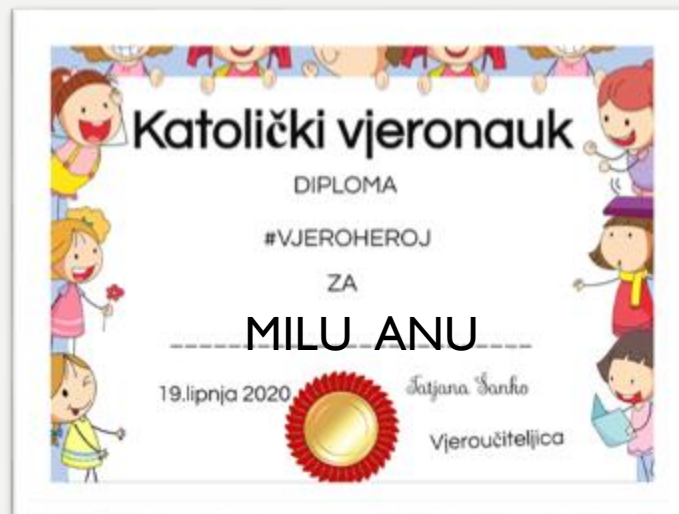 Katolički vjeronauk
DIPLOMA
#VJEROHEROJ
ZA
MILU ANU
19.lipnja 2020.
Tatjana Šanko
Vjeroučiteljica